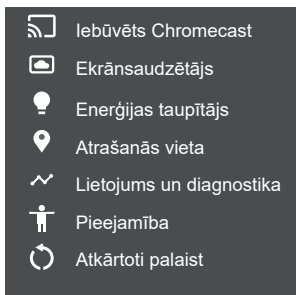 Iebūvēts Chromecast
Ekrānsaudzētājs
Enerģijas taupītājs
Atrašanās vieta
Lietojums un diagnostika
Pieejamība
Atkārtoti palaist